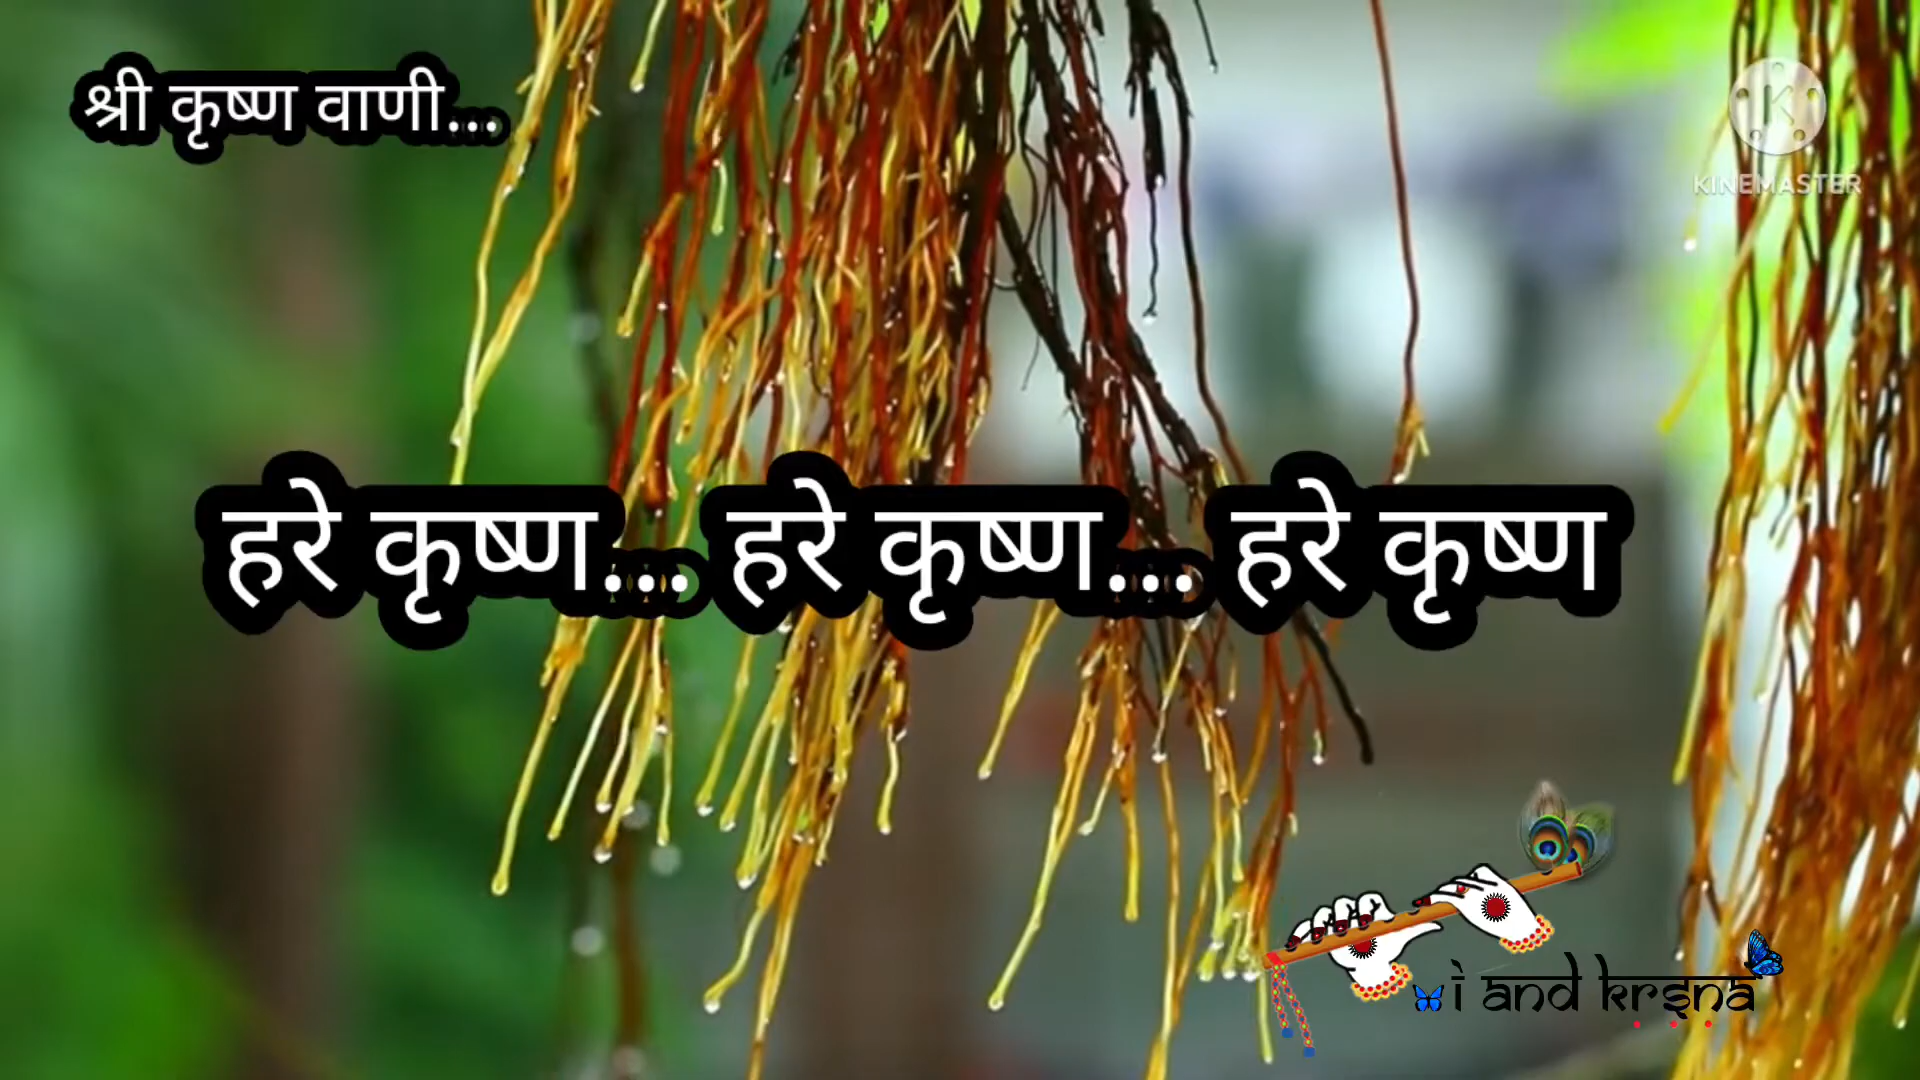 श्री कृष्ण वाणी...
KINEMASTER
हरे कृष्ण... हरे कृष्ण... हरे कृष्ण
i and krsna